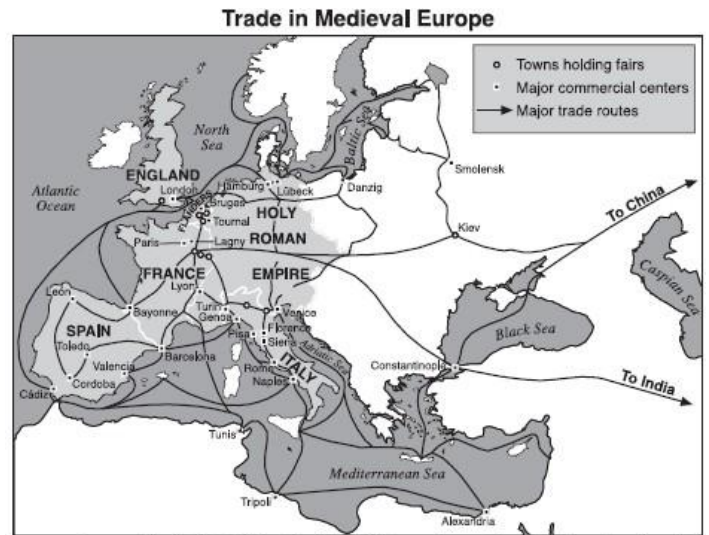 Trade in Medieval Europe
Towns holding fairs
Major commercial centers
Major trade routes
North
Sea
Baltic Sea
Smolensk
ENGLAND
London
Hamburg
Lübeck
Danzig
Atlantic
Ocean
FLANDERS
Bruges
HOLY
Tournal
ROMAN
Paris
Lagny
Kiev
To China
FRANCE
EMPIRE
Lyon
Caspian Sea
León
Bayonne
Turin
Genoa
Venice
Florence
Pisa
Siena
Black Sea
SPAIN
Toledo
Barcelona
Valencia
Cordoba
Cádiz
ITALY
Rome
Naples
Adriatic Sea
Constantinople
To India
Tunis
Mediterranean Sea
Tripoli
Alexandria